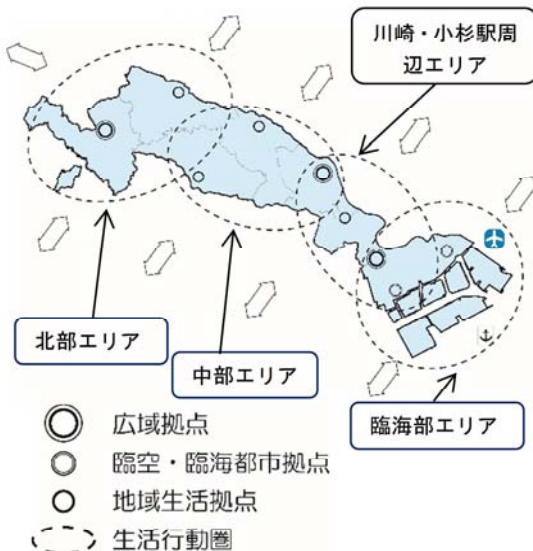 川崎・小杉駅周
辺エリア
北部エリア
中部エリア
臨海部エリア
広域拠点
臨空・臨海都市拠点
地域生活拠点
生活行動圏